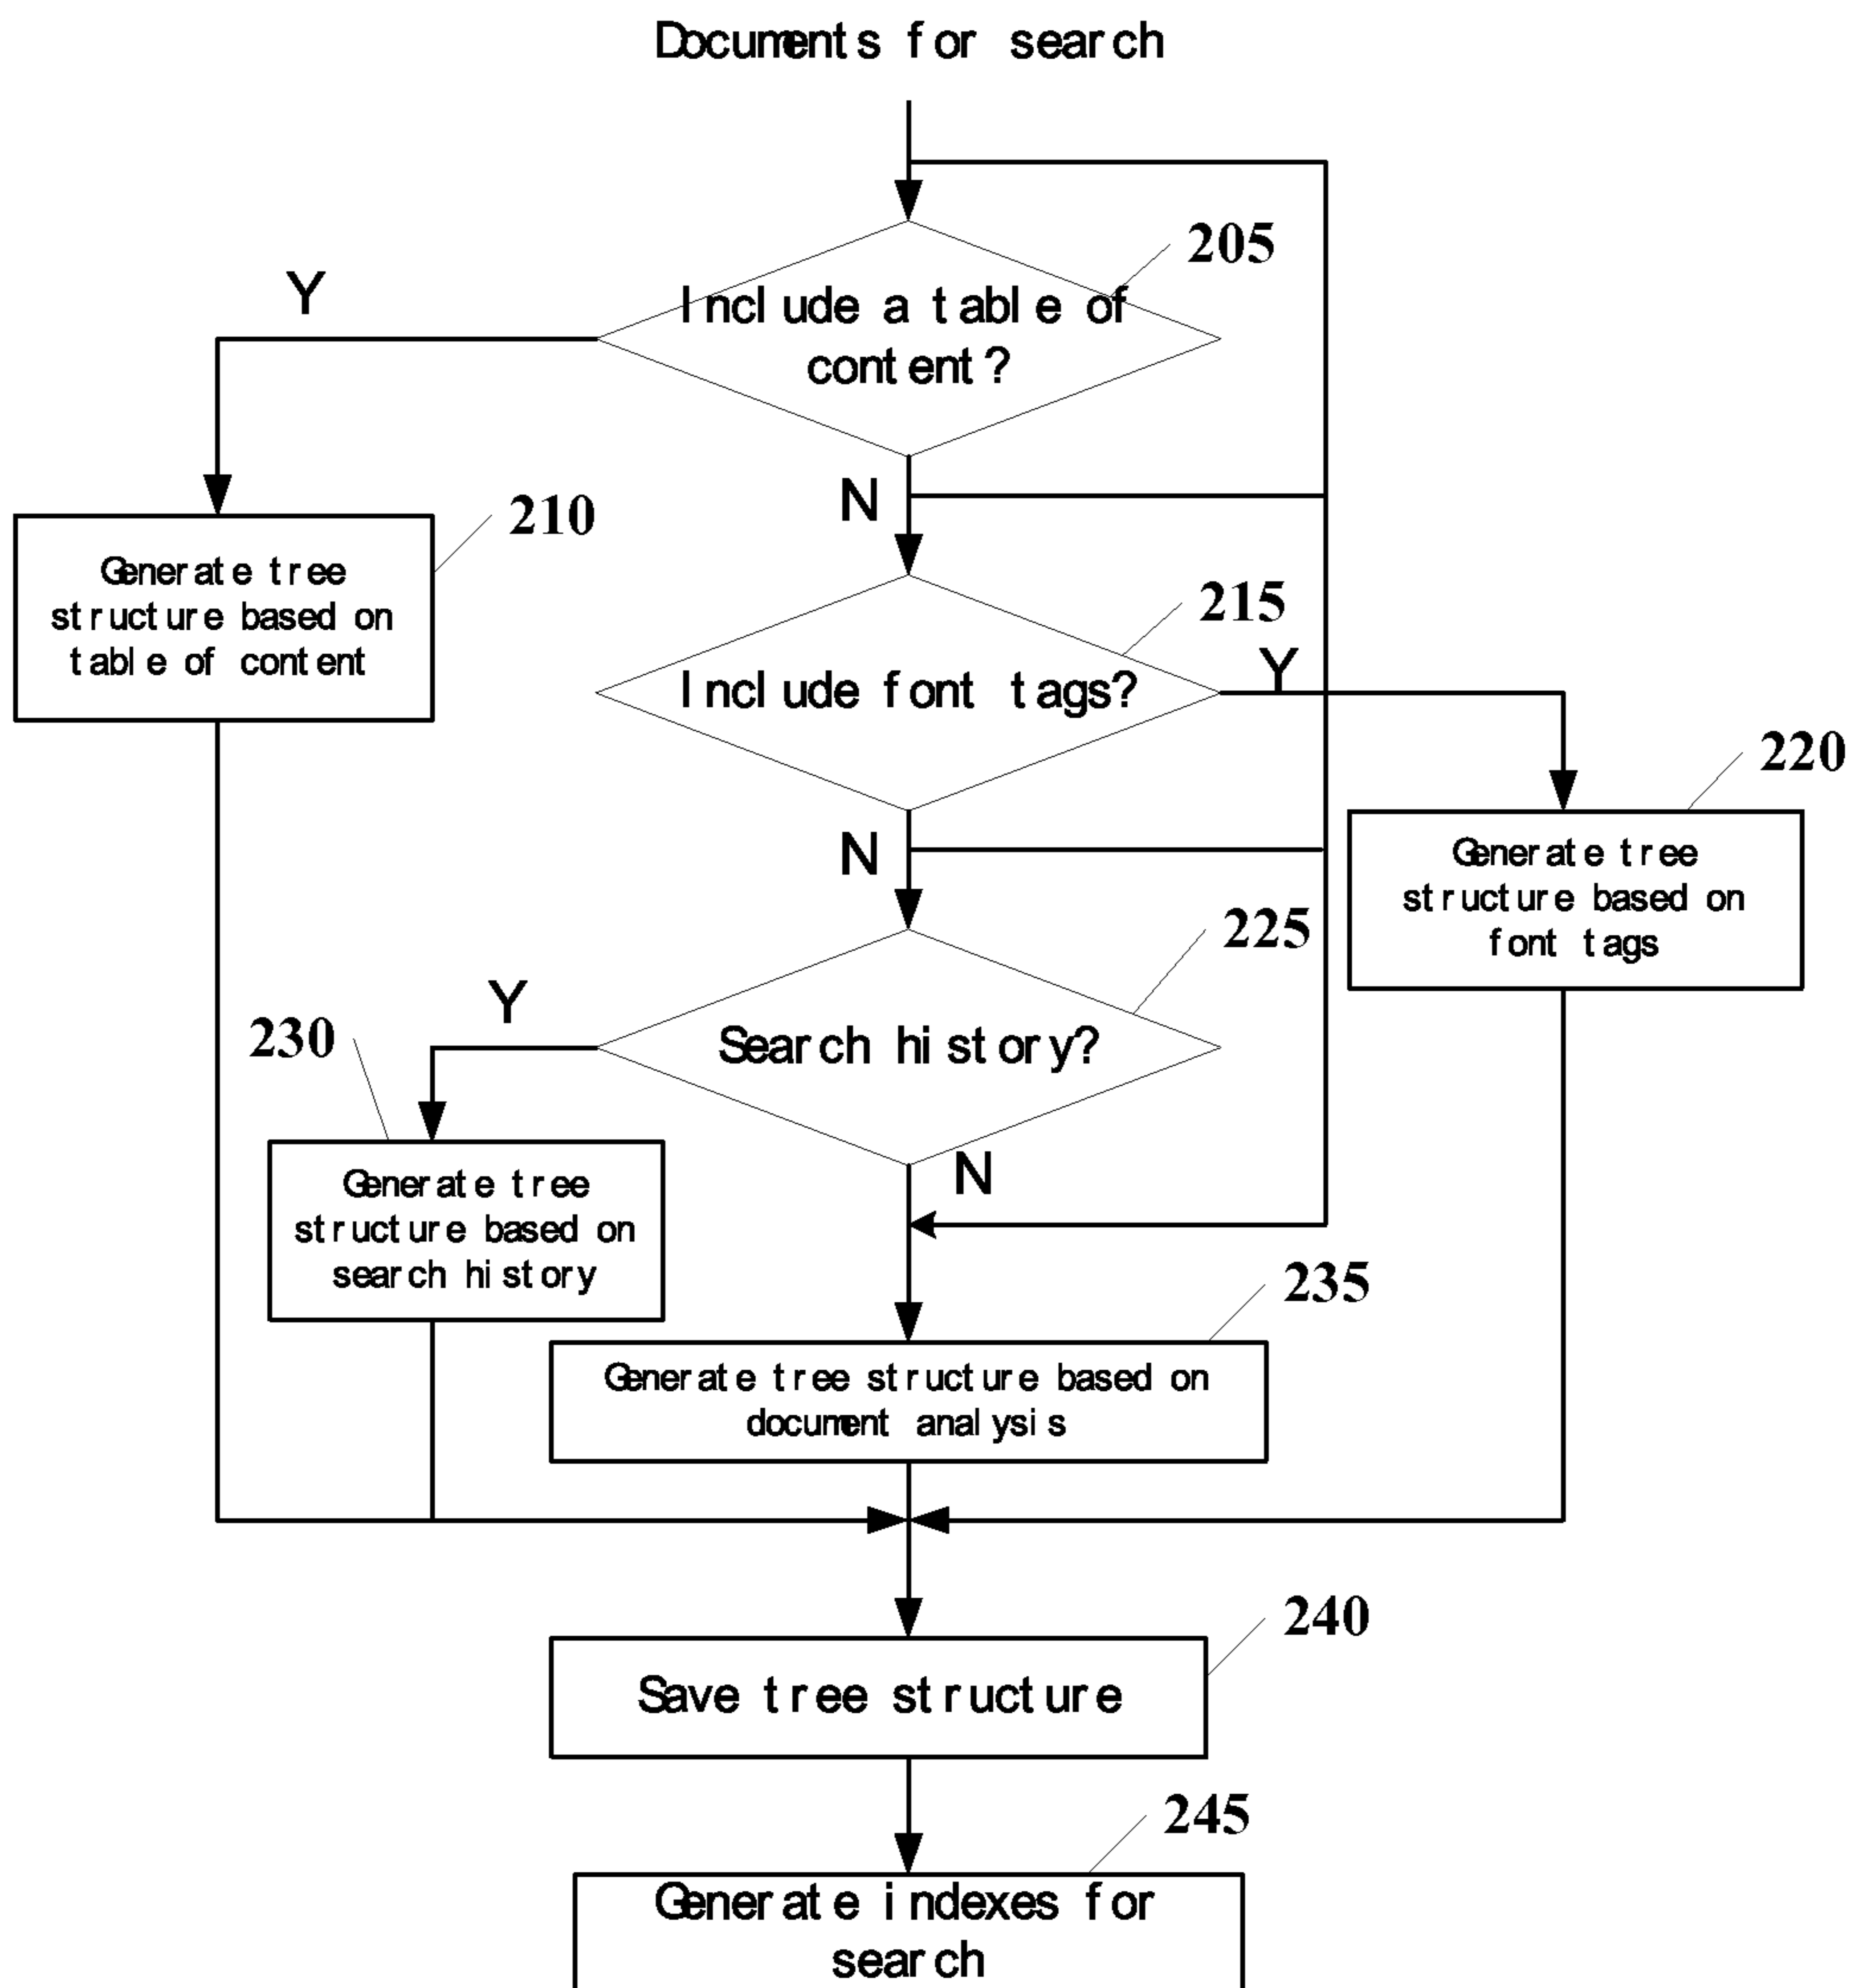 Documents for search
205
Y
Include a table of
content?
N
210
Generate tree
structure based on
table of content
215
Include font tags?
Y
220
Generate tree
structure based on
font tags
N
225
Search history?
Y
230
Generate tree
structure based on
search history
N
235
Generate tree structure based on
document analysis
240
Save tree structure
245
Generate indexes for
search